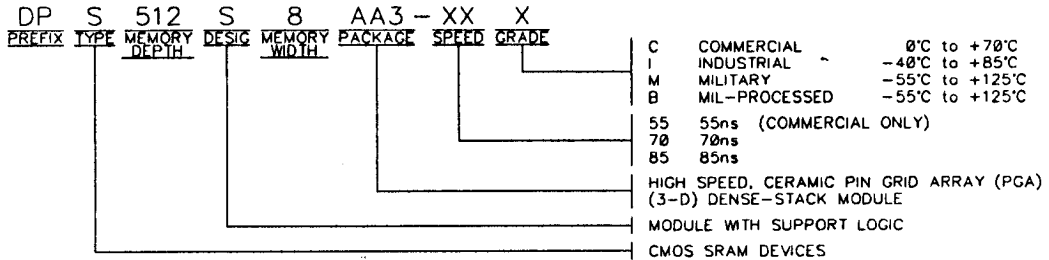 DP S 512 S 8 AA3-XX X
PREFIX TYPE MEMORY DEPTH DESIG MEMORY WIDTH PACKAGE SPEED GRADE
C COMMERCIAL 0°C to +70°C
I INDUSTRIAL -40°C to +85°C
M MILITARY -55°C to +125°C
B MIL-PROCESSED -55°C to +125°C
55 55ns (COMMERCIAL ONLY)
70 70ns
85 85ns
HIGH SPEED, CERAMIC PIN GRID ARRAY (PGA)
(3-D) DENSE-STACK MODULE
MODULE WITH SUPPORT LOGIC
CMOS SRAM DEVICES